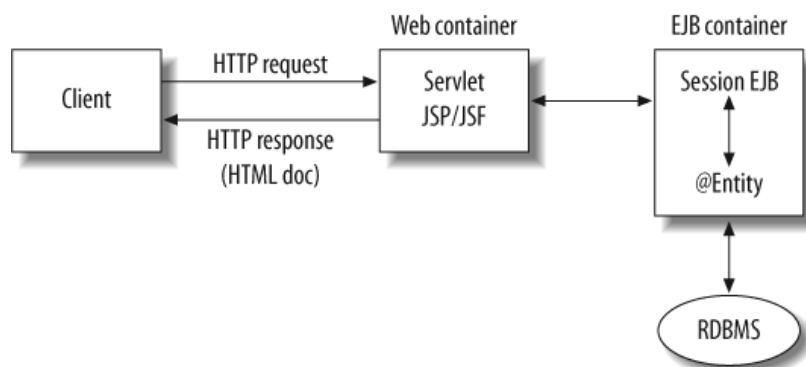 Web container
EJB container
Client
HTTP request
HTTP response
(HTML doc)
Servlet
JSP/JSF
Session EJB
@Entity
RDBMS